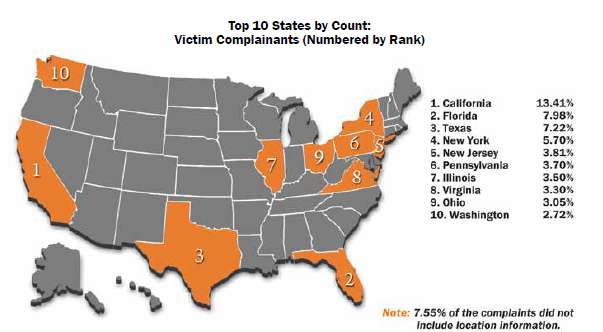 Top 10 States by Count:
Victim Complainants (Numbered by Rank)
10
1
3
7
9
6
4
5
8
2
1. California 13.41%
2. Florida 7.98%
3. Texas 7.22%
4. New York 5.70%
5. New Jersey 3.81%
6. Pennsylvania 3.70%
7. Illinois 3.50%
8. Virginia 3.30%
9. Ohio 3.05%
10. Washington 2.72%
Note: 7.55% of the complaints did not
include location information.